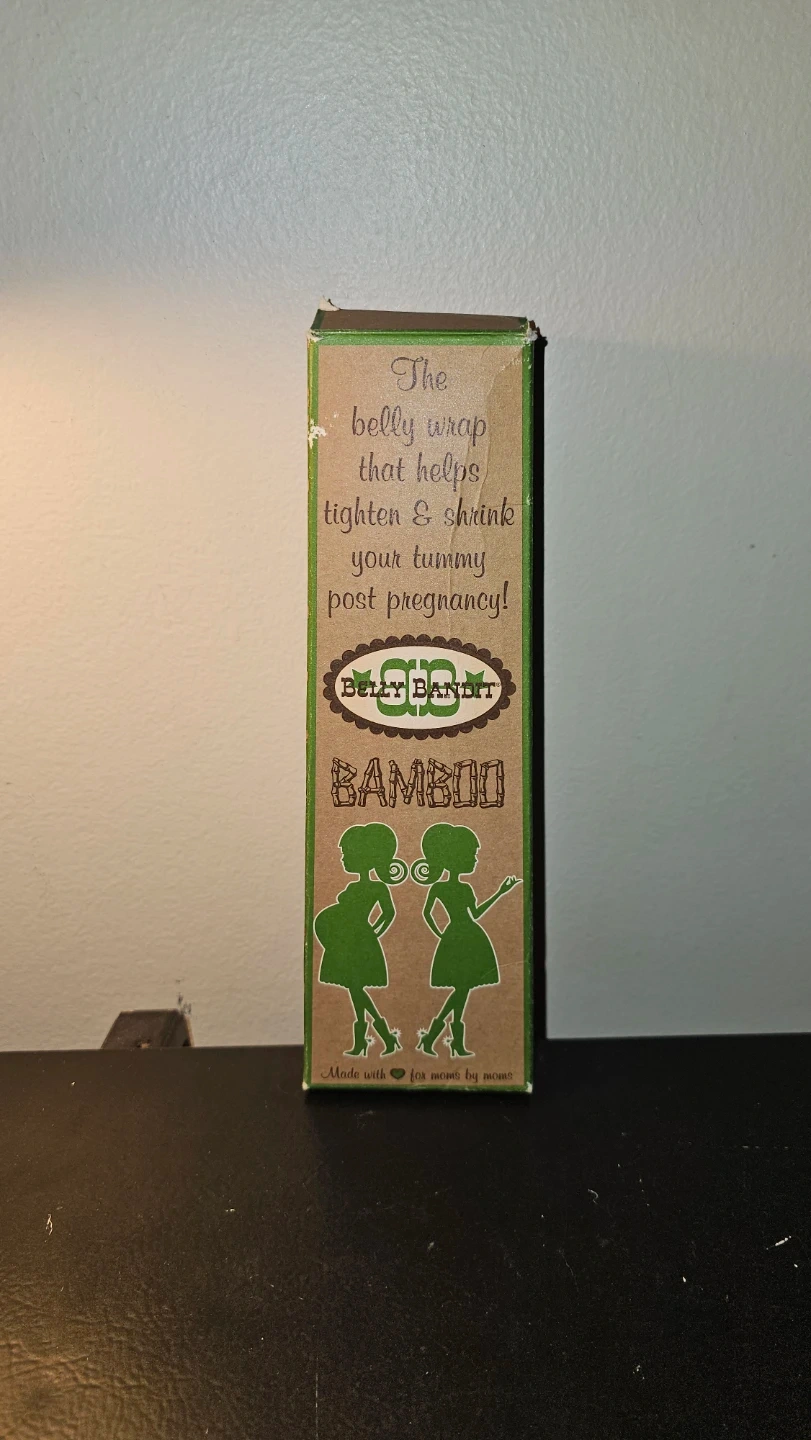 The
belly wrap
that helps
tighten & shrink
your tummy
post pregnancy!
BB
BELLY BANDIT®
BAMBOO
Made with ♥ for moms by moms